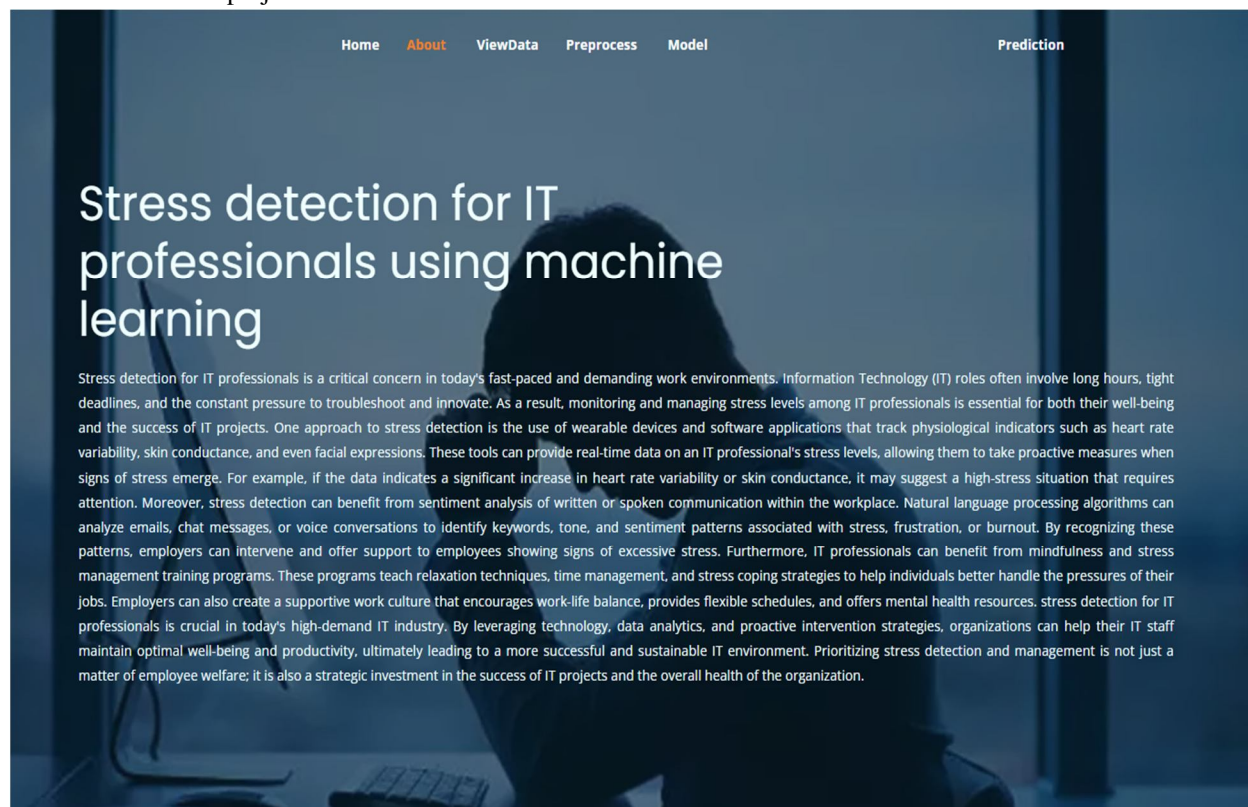 Home About ViewData Preprocess Model Prediction
Stress detection for IT
professionals using machine
learning
Stress detection for IT professionals is a critical concern in today's fast-paced and demanding work environments. Information Technology (IT) roles often involve long hours, tight
deadlines, and the constant pressure to troubleshoot and innovate. As a result, monitoring and managing stress levels among IT professionals is essential for both their well-being
and the success of IT projects. One approach to stress detection is the use of wearable devices and software applications that track physiological indicators such as heart rate
variability, skin conductance, and even facial expressions. These tools can provide real-time data on an IT professional's stress levels, allowing them to take proactive measures when
signs of stress emerge. For example, if the data indicates a significant increase in heart rate variability or skin conductance, it may suggest a high-stress situation that requires
attention. Moreover, stress detection can benefit from sentiment analysis of written or spoken communication within the workplace. Natural language processing algorithms can
analyze emails, chat messages, or voice conversations to identify keywords, tone, and sentiment patterns associated with stress, frustration, or burnout. By recognizing these
patterns, employers can intervene and offer support to employees showing signs of excessive stress. Furthermore, IT professionals can benefit from mindfulness and stress
management training programs. These programs teach relaxation techniques, time management, and stress coping strategies to help individuals better handle the pressures of their
jobs. Employers can also create a supportive work culture that encourages work-life balance, provides flexible schedules, and offers mental health resources. stress detection for IT
professionals is crucial in today's high-demand IT industry. By leveraging technology, data analytics, and proactive intervention strategies, organizations can help their IT staff
maintain optimal well-being and productivity, ultimately leading to a more successful and sustainable IT environment. Prioritizing stress detection and management is not just a
matter of employee welfare; it is also a strategic investment in the success of IT projects and the overall health of the organization.